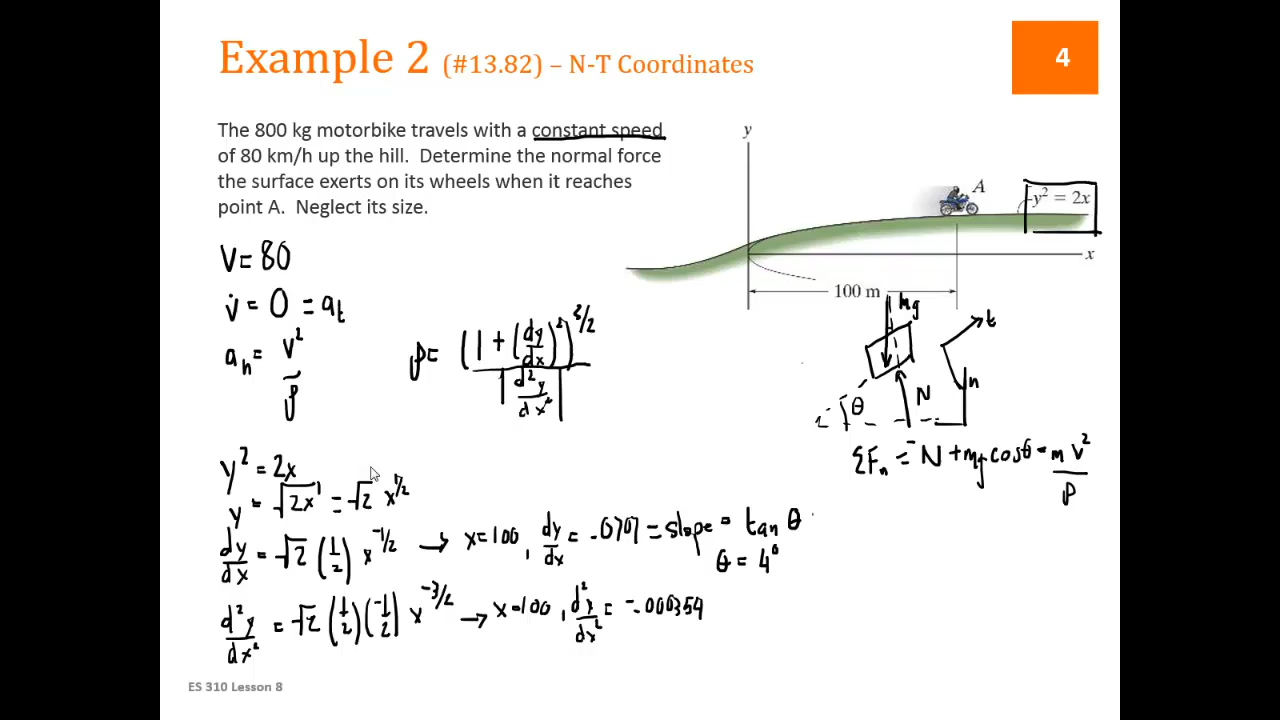 Example 2 (#13.82) – N-T Coordinates
4
The 800 kg motorbike travels with a constant speed
of 80 km/h up the hill. Determine the normal force
the surface exerts on its wheels when it reaches
point A. Neglect its size.
y
A
y² = 2x
x
100 m
V = 80
v̇ = 0 = a_t
a_n = v²/ρ
ρ = (1 + (dy/dx)²)^(3/2) / |d²y/dx²|
mg
t
n
N
θ
ΣF_n = -N + mg cosθ = m v²/ρ
y² = 2x
y = √2x = √2 x^(1/2)
dy/dx = √2 (1/2) x^(-1/2) → x=100, dy/dx = .0707 = slope = tan θ
θ = 4°
d²y/dx² = √2 (1/2)(-1/2) x^(-3/2) → x=100, d²y/dx² = -.000354
ES 310 Lesson 8